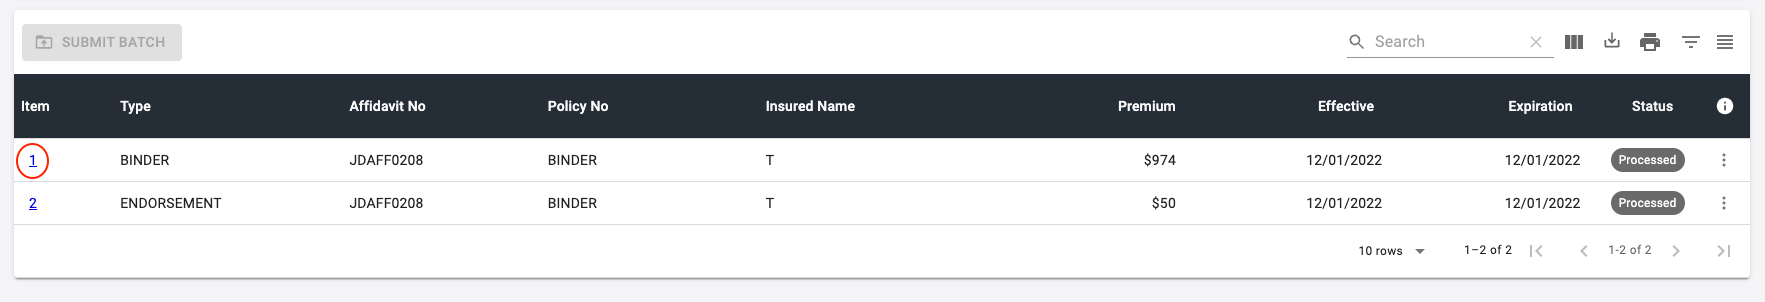 SUBMIT BATCH Search
Item Type Affidavit No Policy No Insured Name Premium Effective Expiration Status
1 BINDER JDAFF0208 BINDER T $974 12/01/2022 12/01/2022 Processed
2 ENDORSEMENT JDAFF0208 BINDER T $50 12/01/2022 12/01/2022 Processed
10 rows 1–2 of 2 1-2 of 2